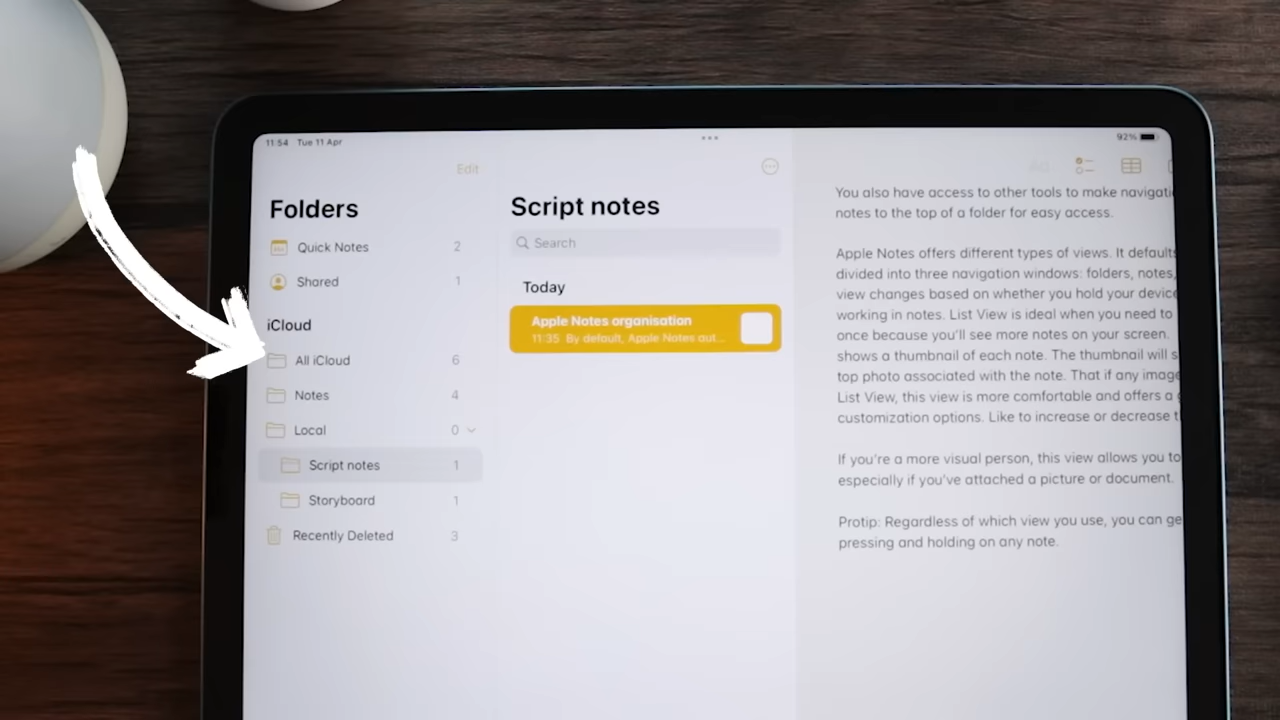 11:54 Tue 11 Apr
92%
Edit
Folders
Quick Notes 2
Shared 1
iCloud
All iCloud 6
Notes 4
Local 0
Script notes 1
Storyboard 1
Recently Deleted 3
Script notes
Search
Today
Apple Notes organisation
11:35 By default, Apple Notes aut...
You also have access to other tools to make navigati
notes to the top of a folder for easy access.
Apple Notes offers different types of views. It defaults
divided into three navigation windows: folders, notes,
view changes based on whether you hold your device
working in notes. List View is ideal when you need to
once because you'll see more notes on your screen.
shows a thumbnail of each note. The thumbnail will s
top photo associated with the note. That if any image
List View, this view is more comfortable and offers a g
customization options. Like to increase or decrease t
If you're a more visual person, this view allows you to
especially if you've attached a picture or document.
Protip: Regardless of which view you use, you can ge
pressing and holding on any note.